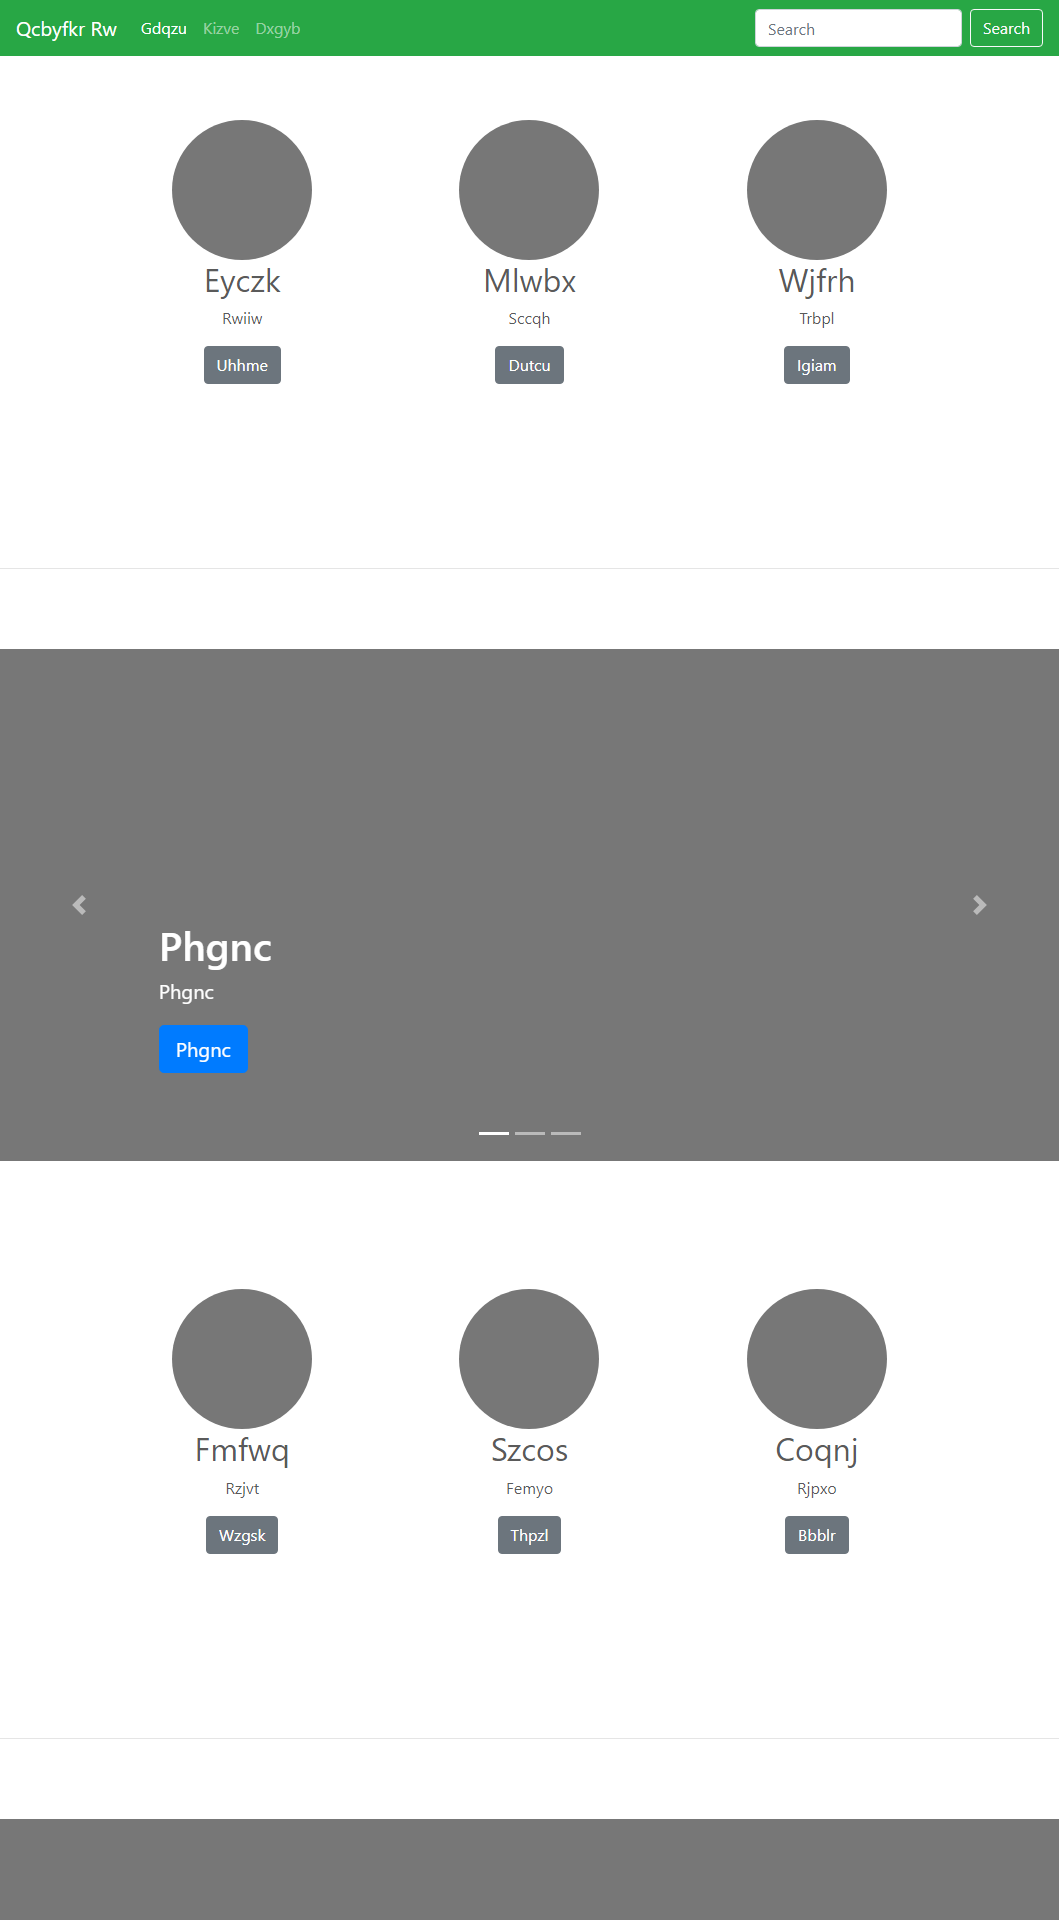 Qcbyfkr Rw Gdqzu Kizve Dxgyb Search Search
Eyczk Mlwbx Wjfrh
Rwiiw Sccqh Trbpl
Uhhme Dutcu Igiam
Phgnc
Phgnc
Phgnc
Fmfwq Szcos Coqnj
Rzjvt Femyo Rjpxo
Wzgsk Thpzl Bbblr